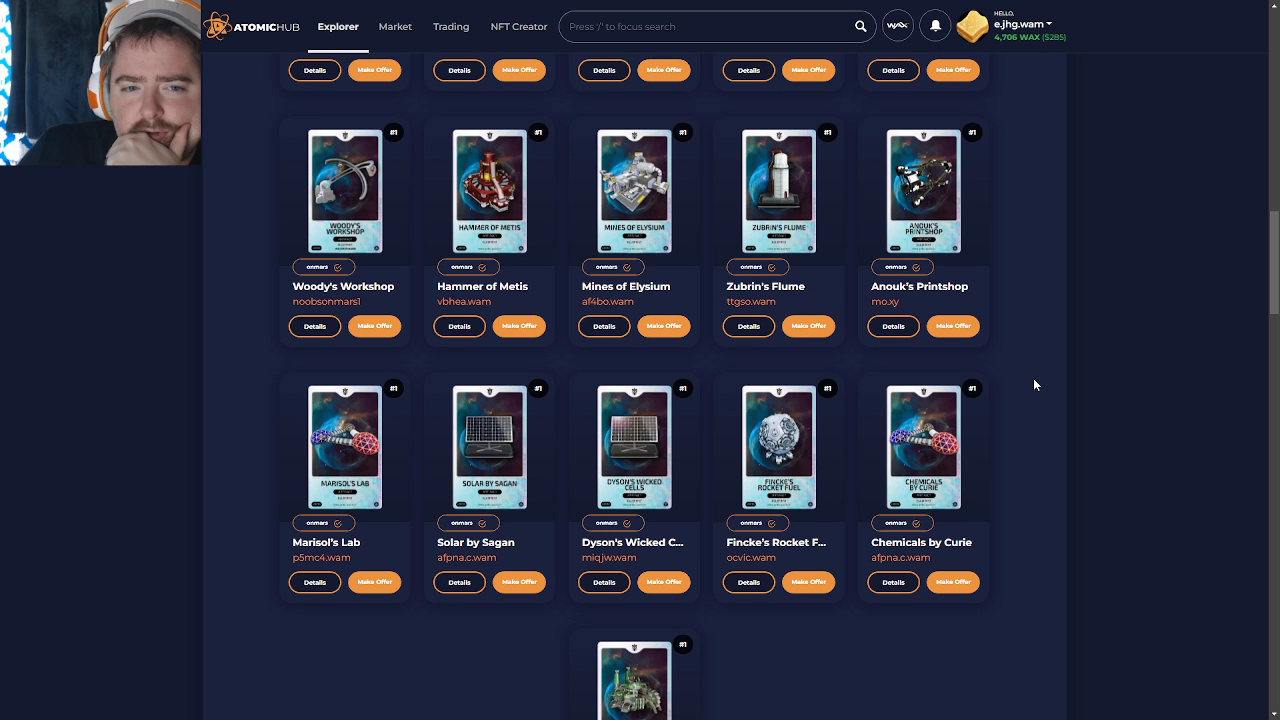 ATOMICHUB
Explorer
Market
Trading
NFT Creator
Press '/' to focus search
WAX
HELLO,
e.jhg.wam
4,706 WAX ($285)
Details Make Offer Details Make Offer Details Make Offer Details Make Offer Details Make Offer
#1 #1 #1 #1 #1
WOODY'S WORKSHOP
HAMMER OF METIS
MINES OF ELYSIUM
ZUBRIN'S FLUME
ANOUK'S PRINTSHOP
onmars onmars onmars onmars onmars
Woody's Workshop Hammer of Metis Mines of Elysium Zubrin's Flume Anouk's Printshop
noobsonmars1 vbhea.wam af4bo.wam ttgso.wam mo.xy
Details Make Offer Details Make Offer Details Make Offer Details Make Offer Details Make Offer
#1 #1 #1 #1 #1
MARISOL'S LAB
SOLAR BY SAGAN
DYSON'S WICKED CELLS
FINCKE'S ROCKET FUEL
CHEMICALS BY CURIE
onmars onmars onmars onmars onmars
Marisol's Lab Solar by Sagan Dyson's Wicked C... Fincke's Rocket F... Chemicals by Curie
p5mc4.wam afpna.c.wam rniqjw.wam ocvic.wam afpna.c.wam
Details Make Offer Details Make Offer Details Make Offer Details Make Offer Details Make Offer
#1